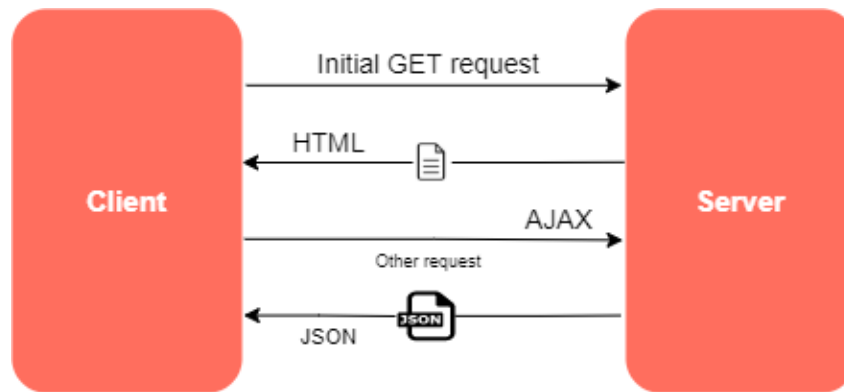 Initial GET request
HTML
Client
Server
AJAX
Other request
JSON
JSON